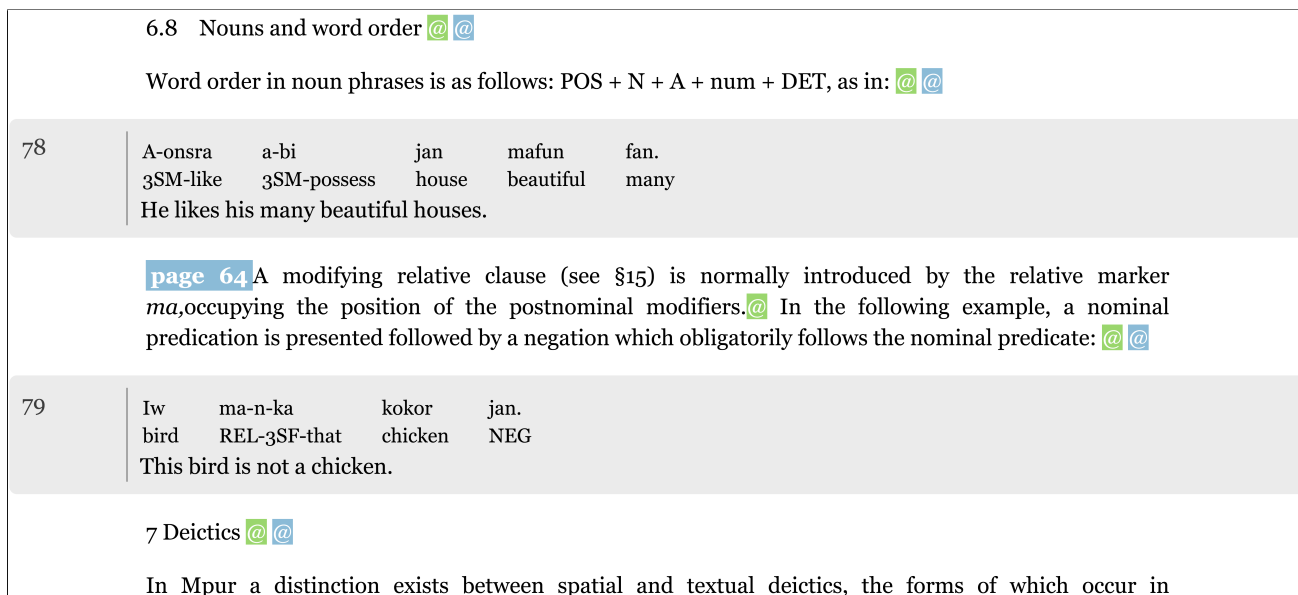 6.8 Nouns and word order @ @
Word order in noun phrases is as follows: POS + N + A + num + DET, as in: @ @
78
A-onsra a-bi jan mafun fan.
3SM-like 3SM-possess house beautiful many
He likes his many beautiful houses.
page 64 A modifying relative clause (see §15) is normally introduced by the relative marker
ma,occupying the position of the postnominal modifiers.@ In the following example, a nominal
predication is presented followed by a negation which obligatorily follows the nominal predicate: @ @
79
Iw ma-n-ka kokor jan.
bird REL-3SF-that chicken NEG
This bird is not a chicken.
7 Deictics @ @
In Mpur a distinction exists between spatial and textual deictics, the forms of which occur in